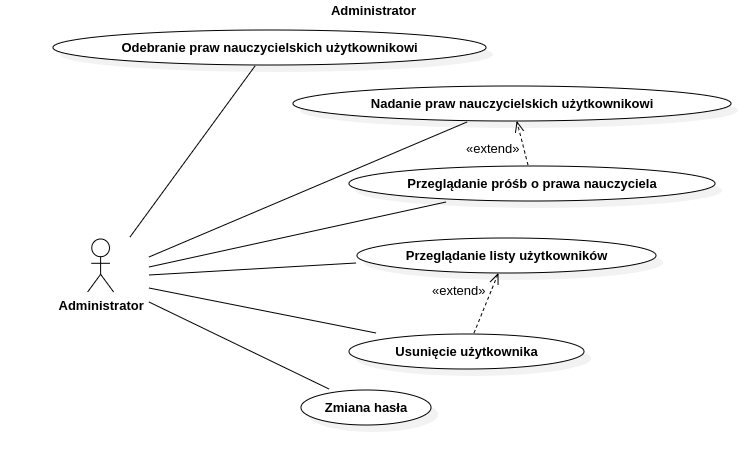 Administrator
Odebranie praw nauczycielskich użytkownikowi
Nadanie praw nauczycielskich użytkownikowi
«extend»
Przeglądanie próśb o prawa nauczyciela
Przeglądanie listy użytkowników
«extend»
Administrator
Usunięcie użytkownika
Zmiana hasła